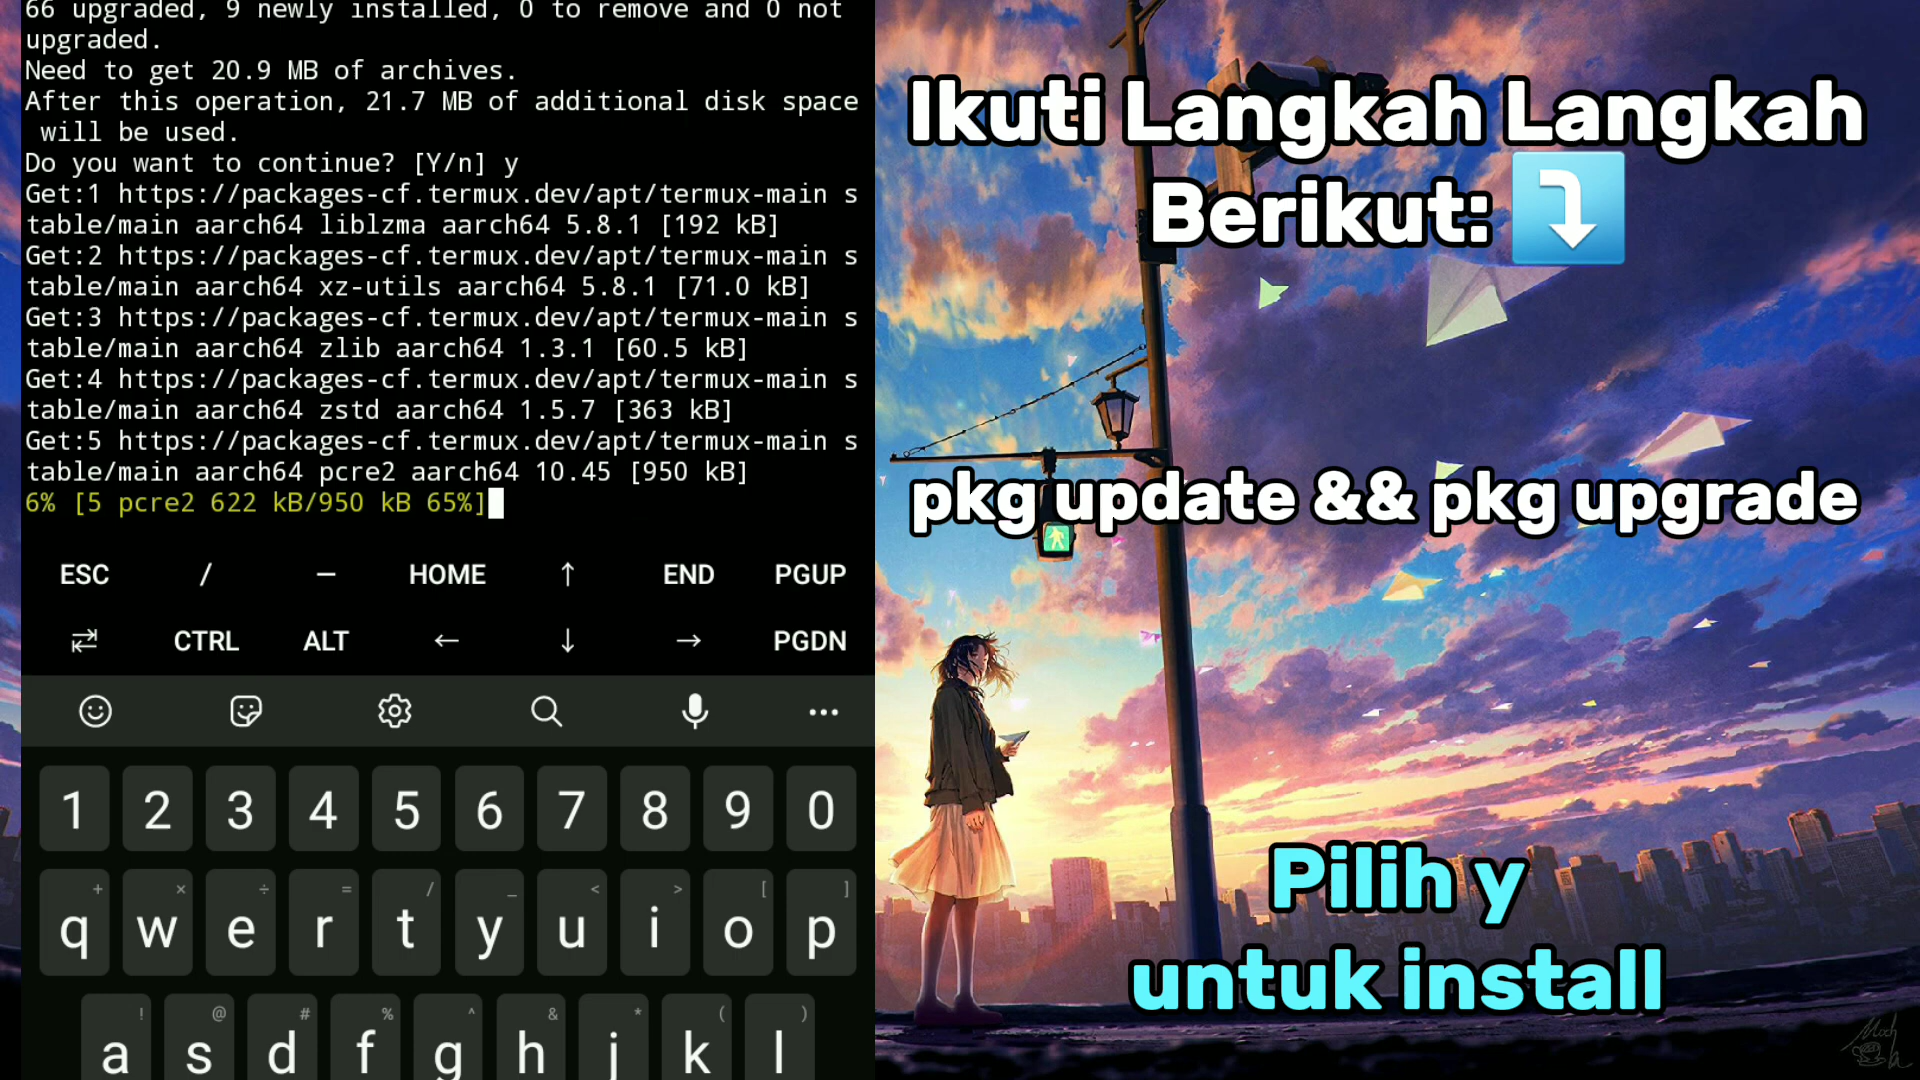 66 upgraded, 9 newly installed, 0 to remove and 0 not
upgraded.
Need to get 20.9 MB of archives.
After this operation, 21.7 MB of additional disk space
will be used.
Do you want to continue? [Y/n] y
Get:1 https://packages-cf.termux.dev/apt/termux-main s
table/main aarch64 liblzma aarch64 5.8.1 [192 kB]
Get:2 https://packages-cf.termux.dev/apt/termux-main s
table/main aarch64 xz-utils aarch64 5.8.1 [71.0 kB]
Get:3 https://packages-cf.termux.dev/apt/termux-main s
table/main aarch64 zlib aarch64 1.3.1 [60.5 kB]
Get:4 https://packages-cf.termux.dev/apt/termux-main s
table/main aarch64 zstd aarch64 1.5.7 [363 kB]
Get:5 https://packages-cf.termux.dev/apt/termux-main s
table/main aarch64 pcre2 aarch64 10.45 [950 kB]
6% [5 pcre2 622 kB/950 kB 65%]
ESC / — HOME ↑ END PGUP
⇄ CTRL ALT ← ↓ → PGDN
1 2 3 4 5 6 7 8 9 0
+ × ÷ = / _ < > [ ]
q w e r t y u i o p
! @ # % ^ & * ( )
a s d f g h j k l
Ikuti Langkah Langkah
Berikut: ⤵️
pkg update && pkg upgrade
Pilih y
untuk install